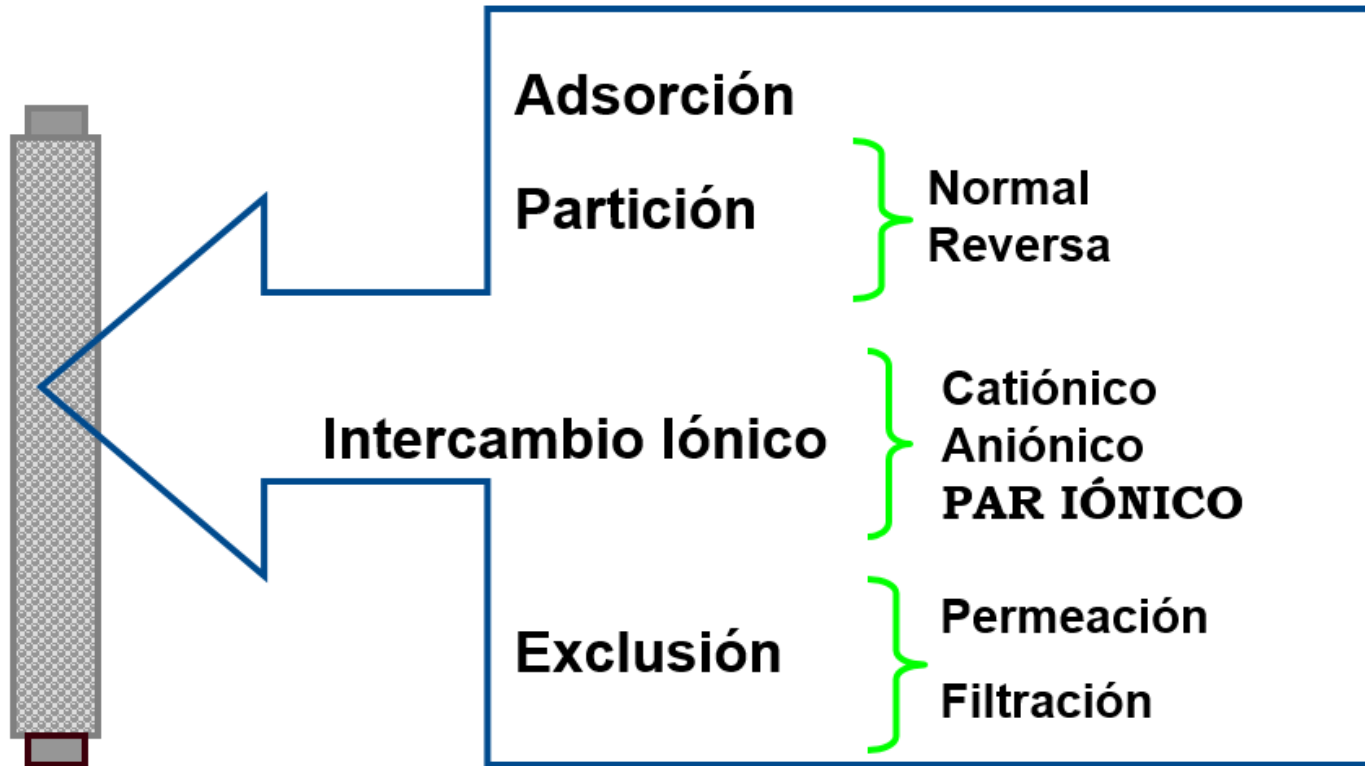 Adsorción
Partición
Normal
Reversa
Intercambio Iónico
Catiónico
Aniónico
PAR IÓNICO
Exclusión
Permeación
Filtración